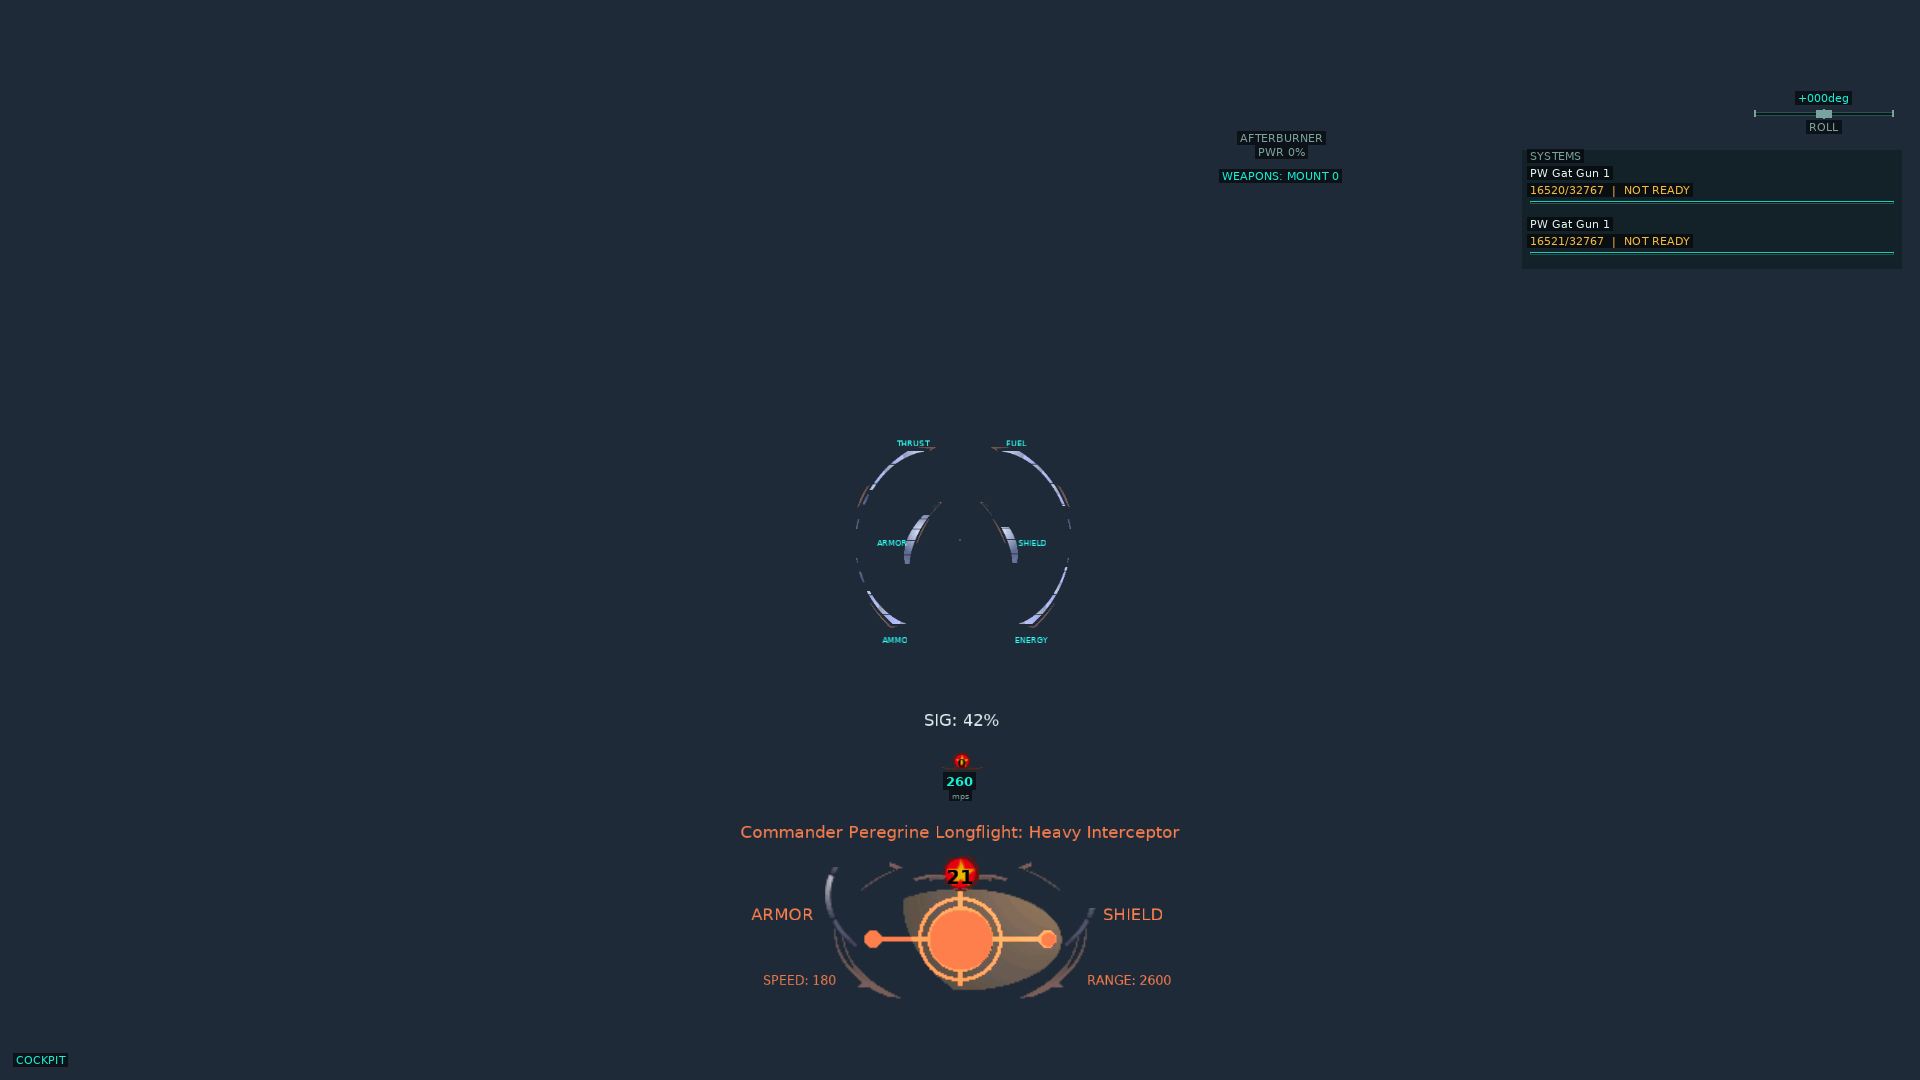 +000deg
ROLL
AFTERBURNER
PWR 0%
WEAPONS: MOUNT 0
SYSTEMS
PW Gat Gun 1
16520/32767 | NOT READY
PW Gat Gun 1
16521/32767 | NOT READY
THRUST
FUEL
ARMOR
SHIELD
AMMO
ENERGY
SIG: 42%
0
260
mps
Commander Peregrine Longflight: Heavy Interceptor
21
ARMOR
SHIELD
SPEED: 180
RANGE: 2600
COCKPIT